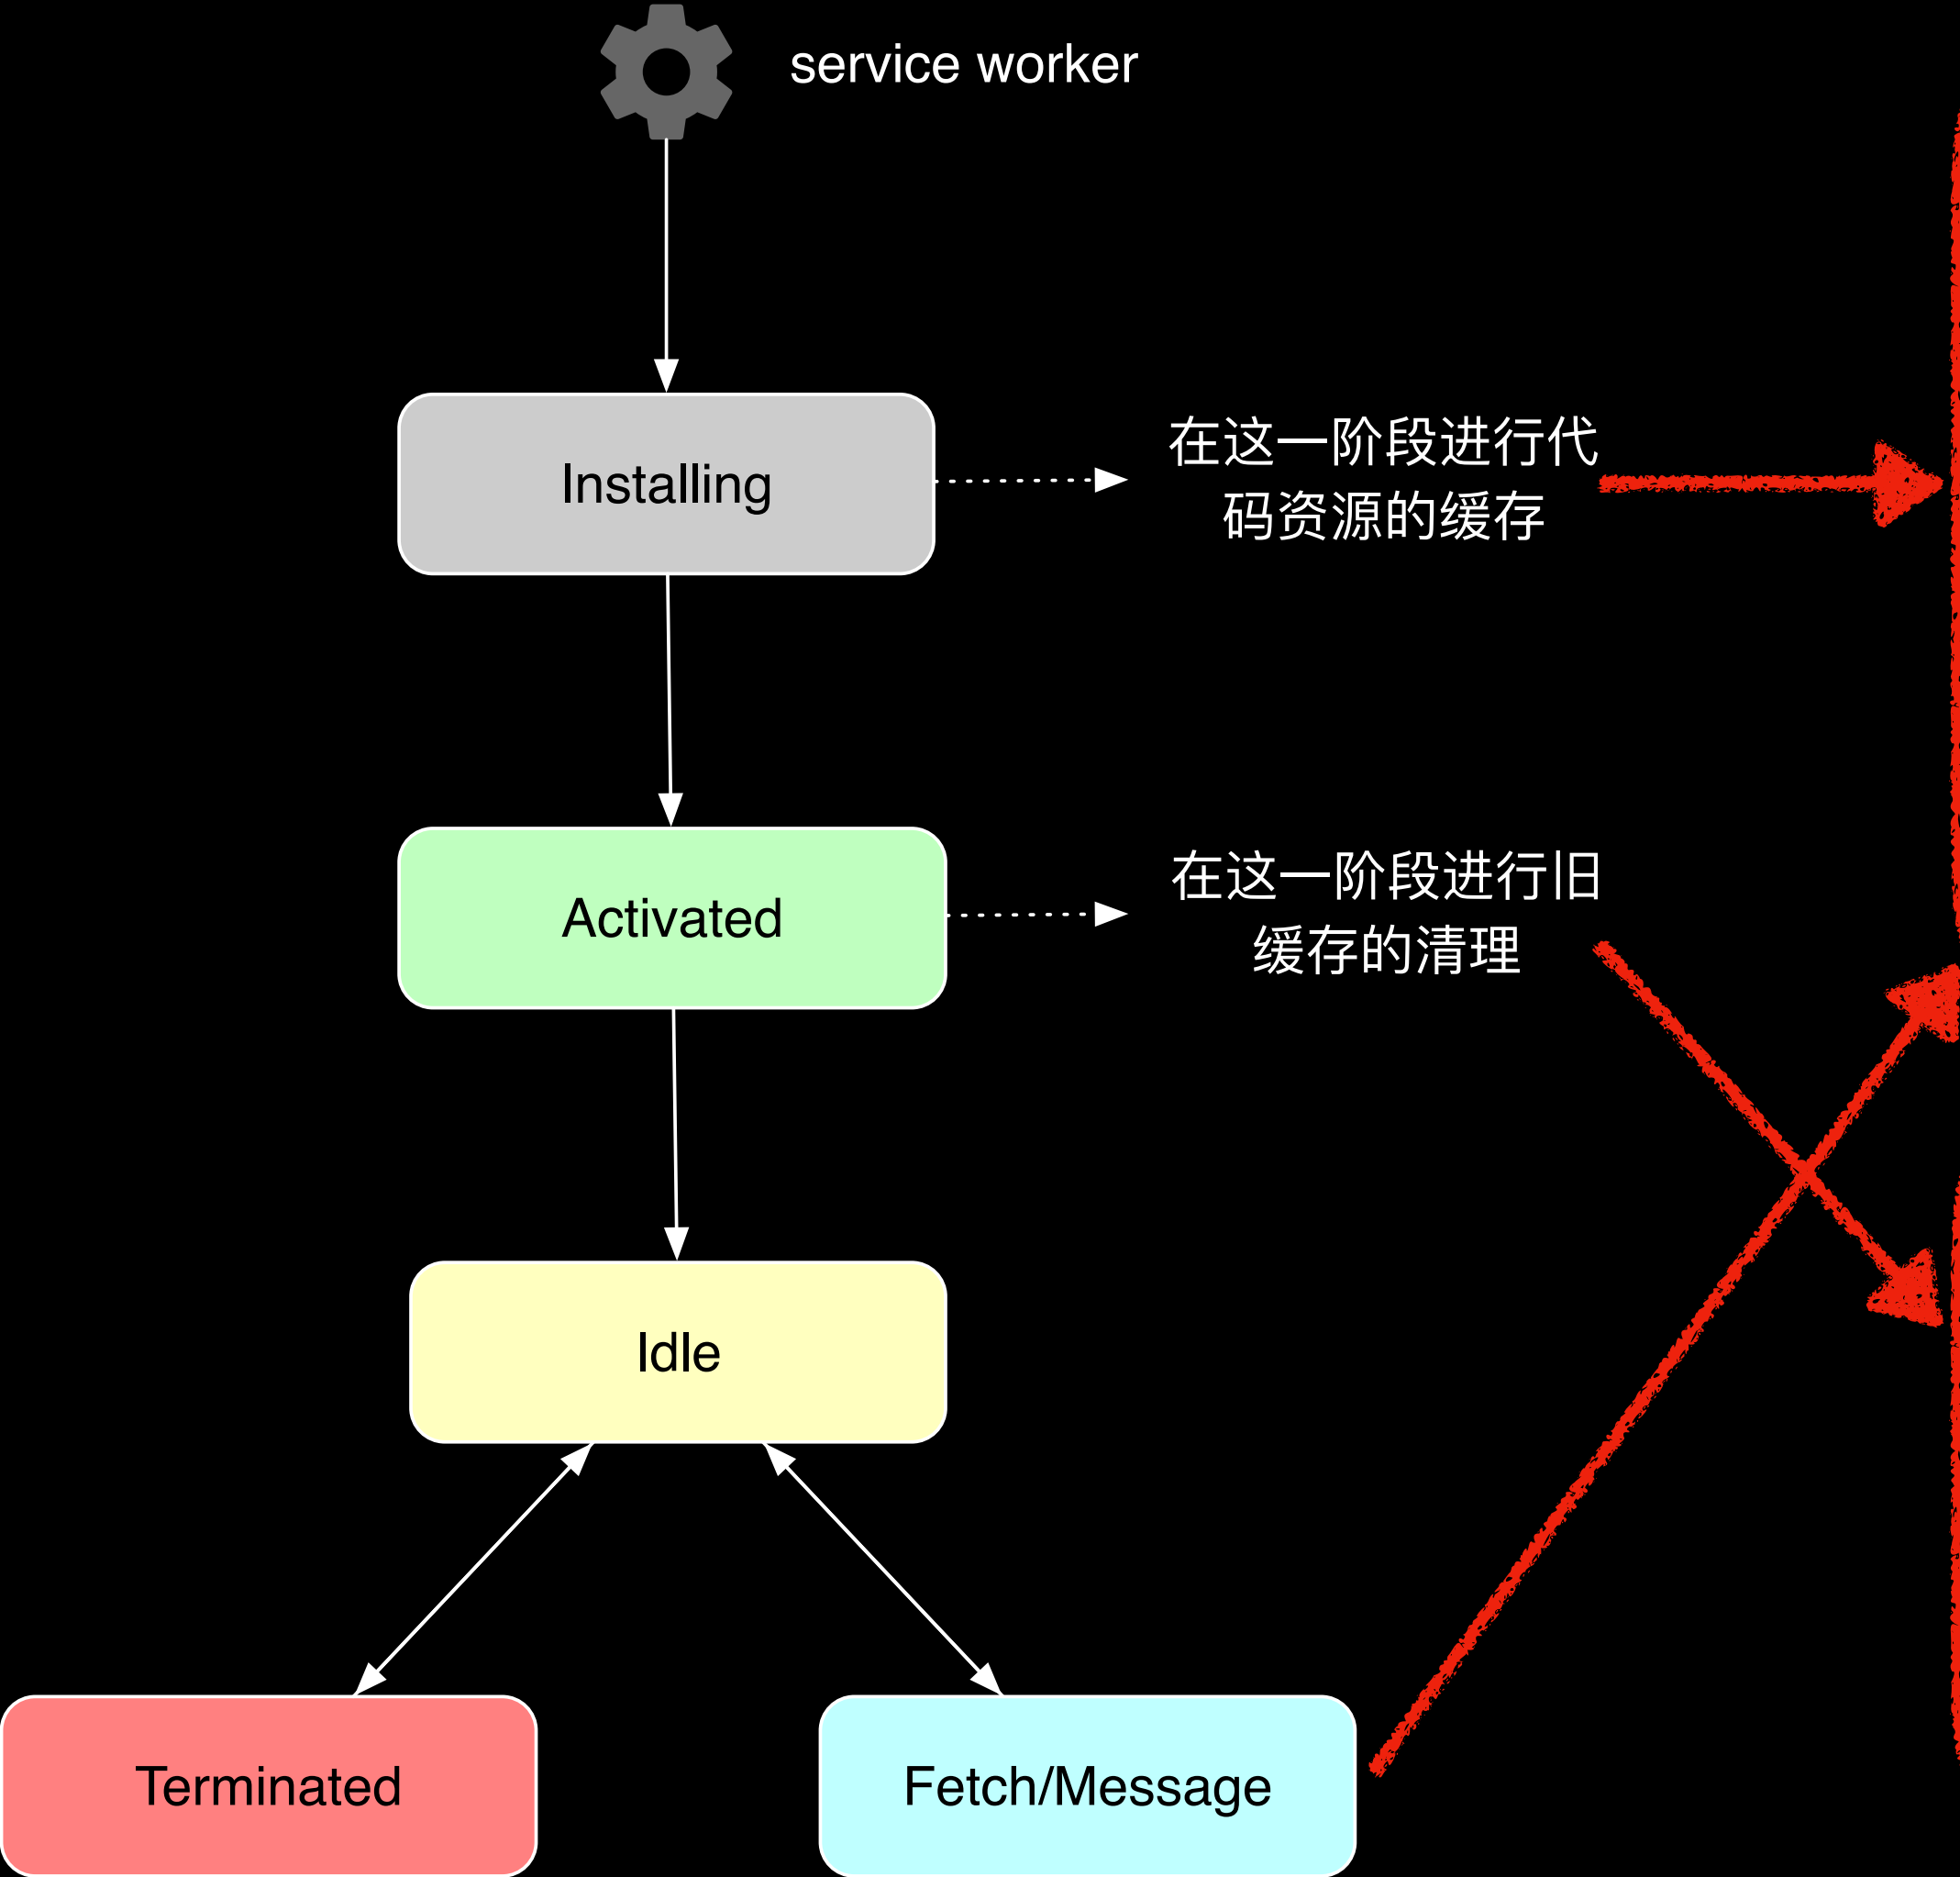 service worker
Installing
在这一阶段进行代
码资源的缓存
Activated
在这一阶段进行旧
缓存的清理
Idle
Terminated
Fetch/Message